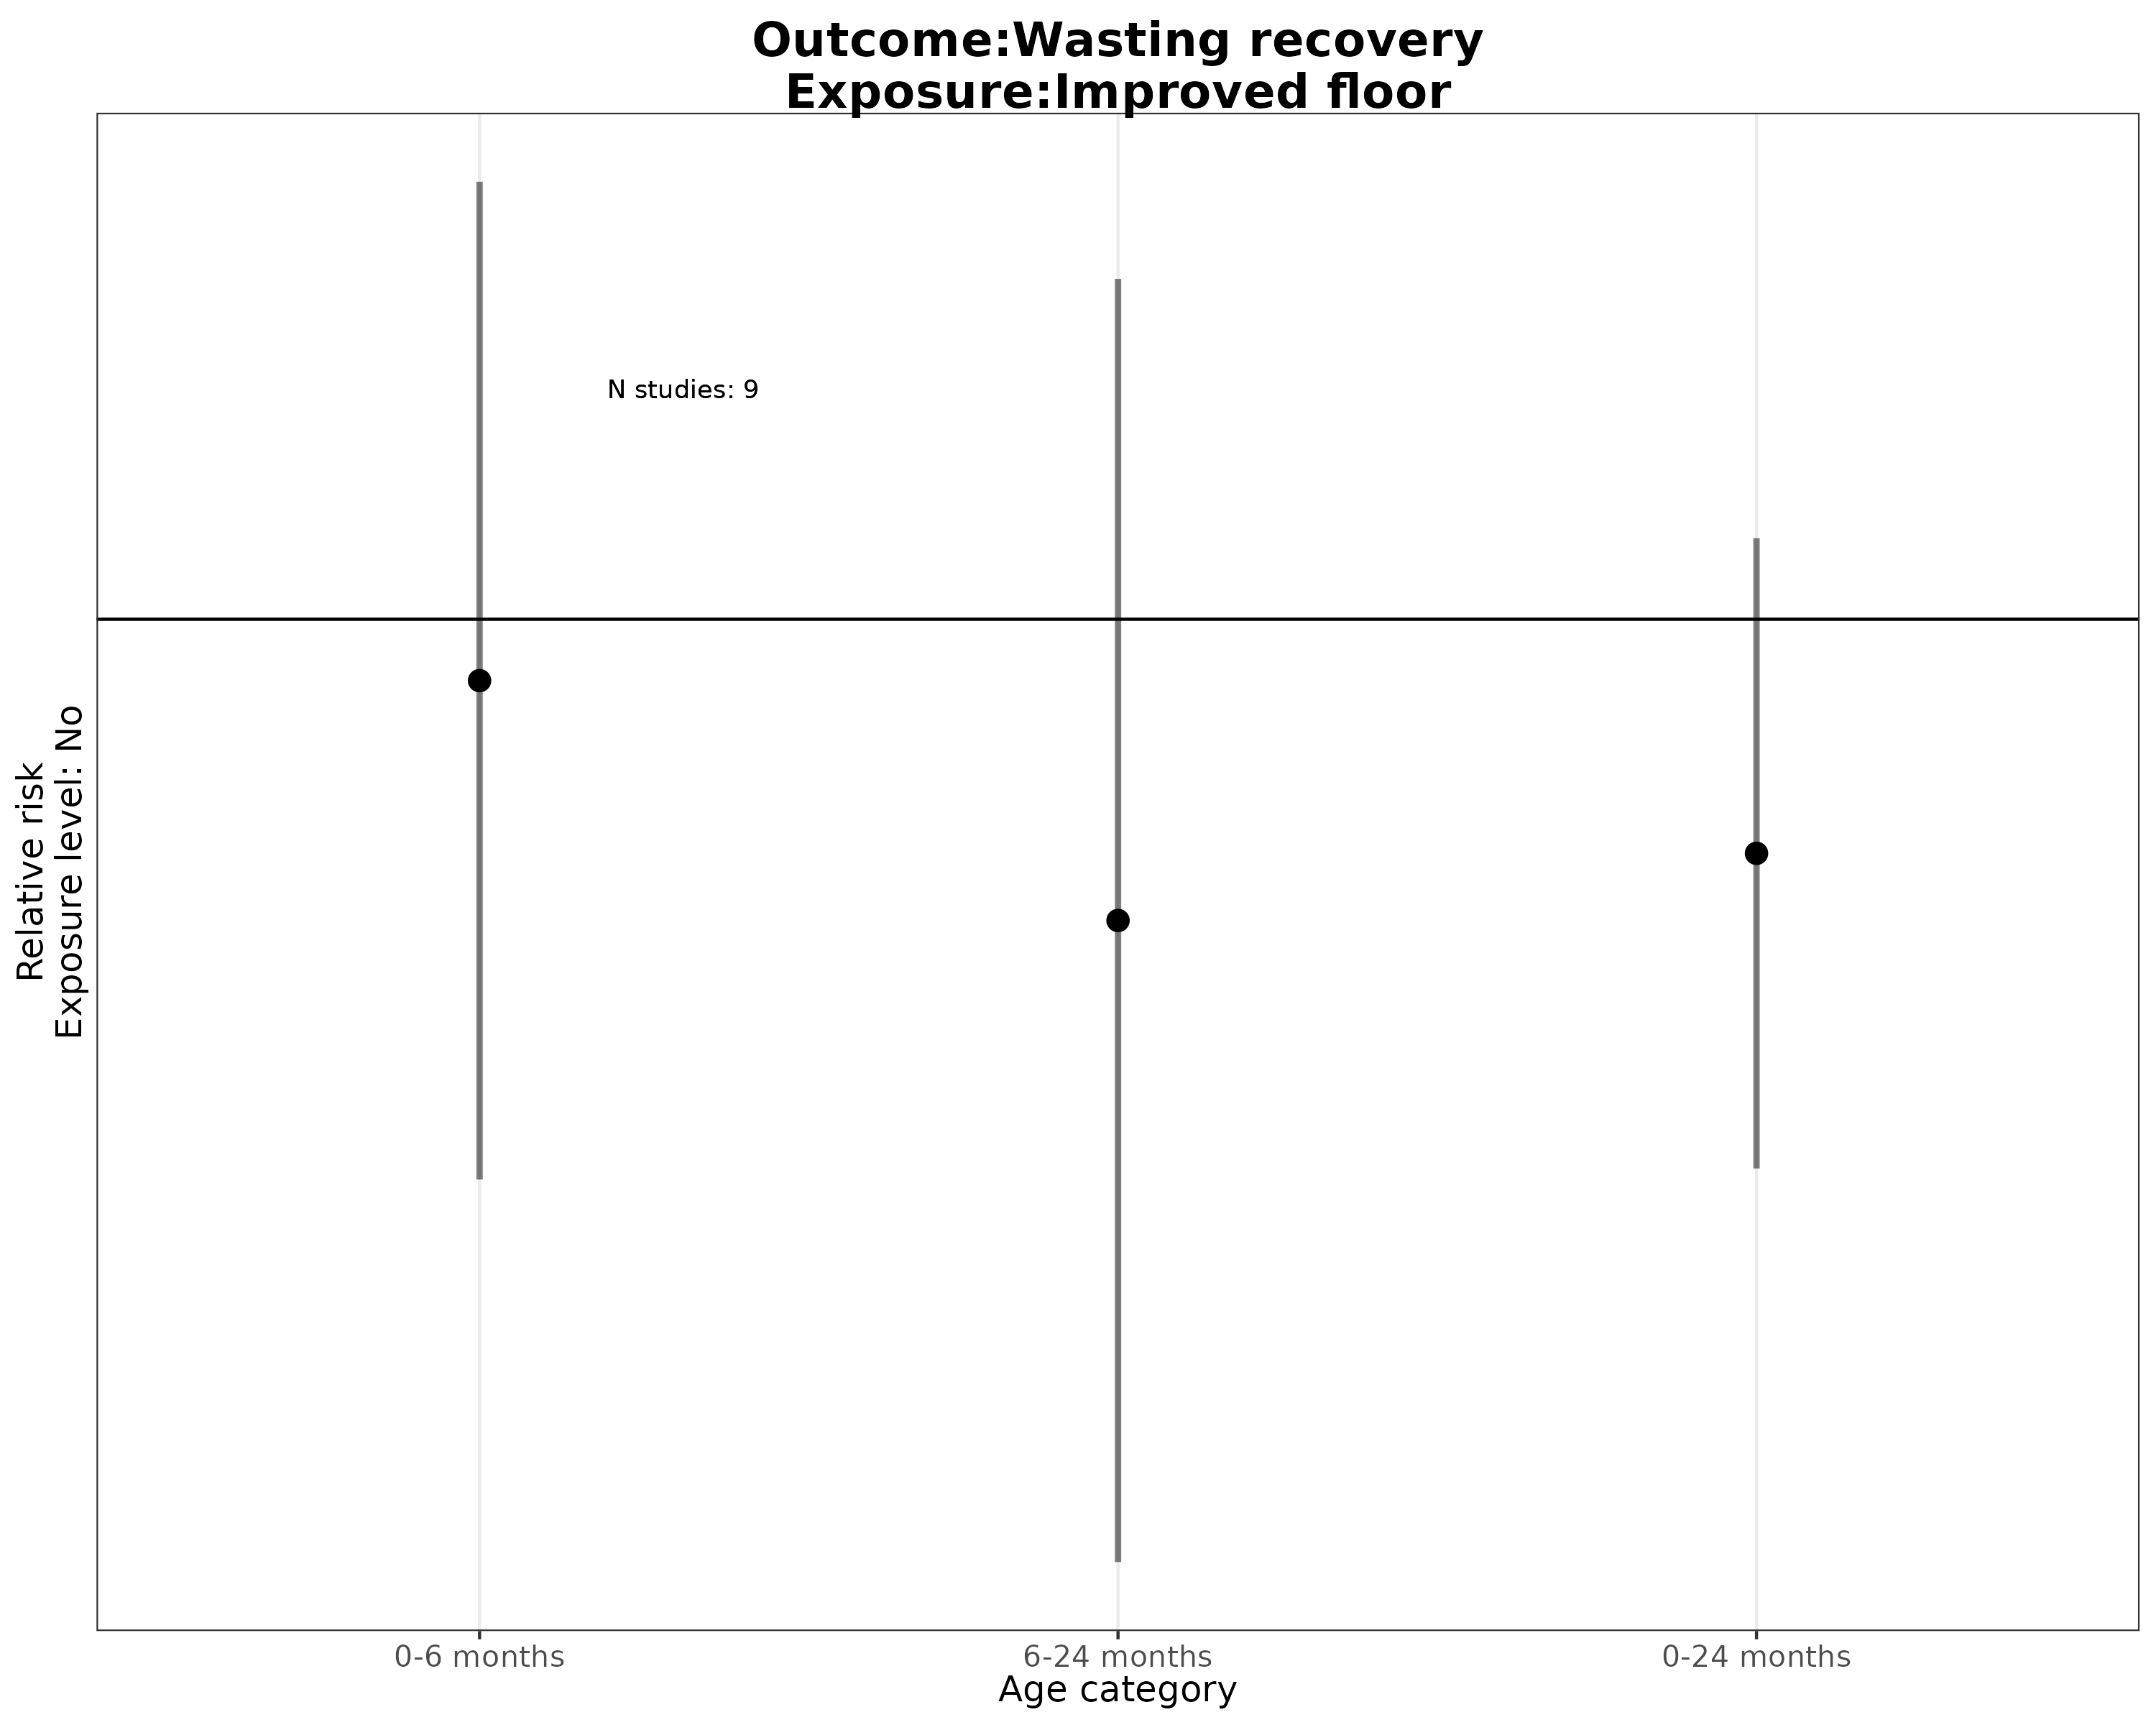 Outcome:Wasting recovery
Exposure:Improved floor
N studies: 9
Relative risk
Exposure level: No
0-6 months
6-24 months
0-24 months
Age category